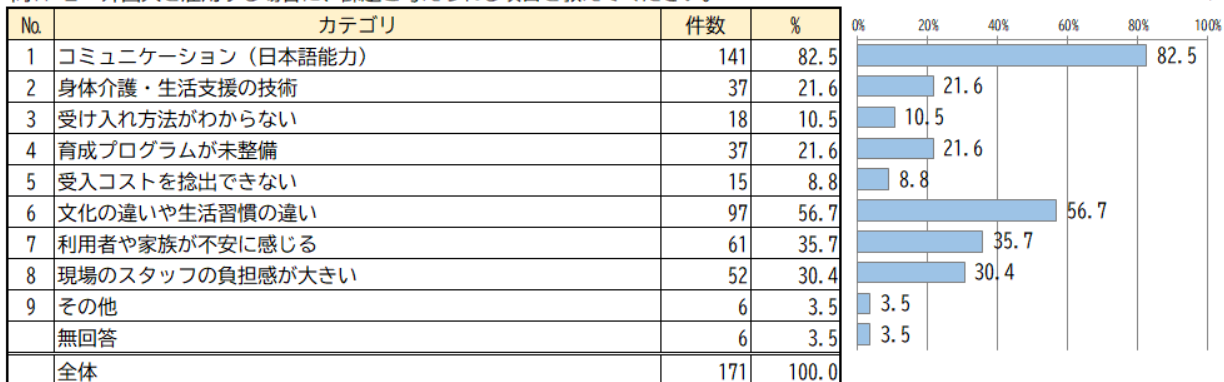 No. カテゴリ 件数 % 0% 20% 40% 60% 80% 100%
1 コミュニケーション（日本語能力） 141 82.5 82.5
2 身体介護・生活支援の技術 37 21.6 21.6
3 受け入れ方法がわからない 18 10.5 10.5
4 育成プログラムが未整備 37 21.6 21.6
5 受入コストを捻出できない 15 8.8 8.8
6 文化の違いや生活習慣の違い 97 56.7 56.7
7 利用者や家族が不安に感じる 61 35.7 35.7
8 現場のスタッフの負担感が大きい 52 30.4 30.4
9 その他 6 3.5 3.5
無回答 6 3.5 3.5
全体 171 100.0